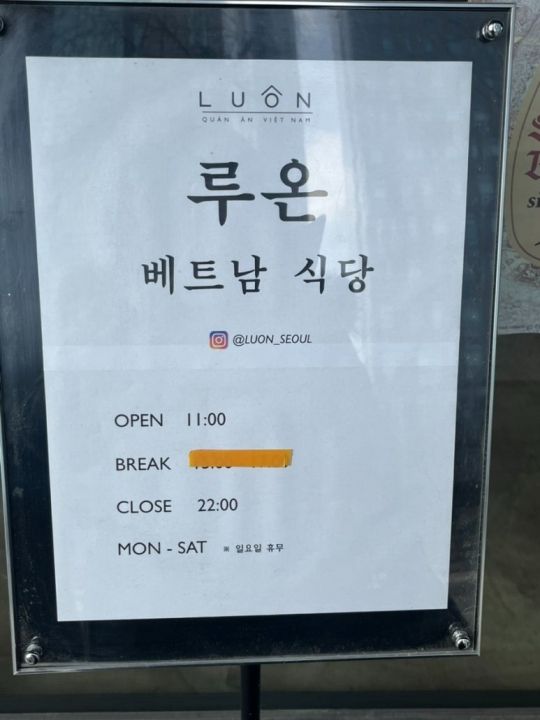 LUÔN
QUÁN ĂN VIỆT NAM
루온
베트남 식당
@LUON_SEOUL
OPEN 11:00
BREAK
CLOSE 22:00
MON - SAT ※ 일요일 휴무